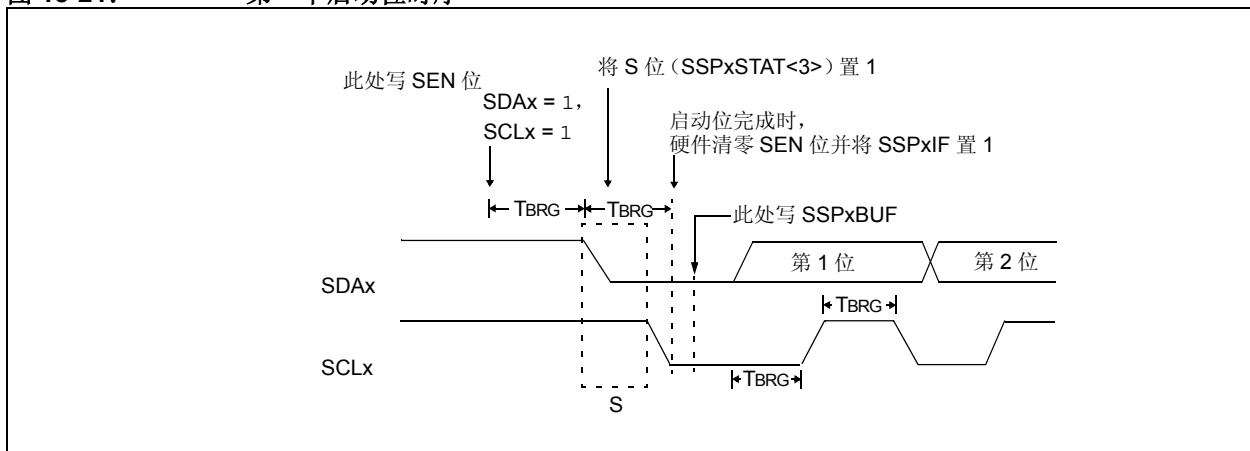 此处写 SEN 位
将 S 位（SSPxSTAT<3>）置 1
SDAx = 1，
SCLx = 1
启动位完成时，
硬件清零 SEN 位并将 SSPxIF 置 1
TBRG
TBRG
此处写 SSPxBUF
SDAx
第 1 位
第 2 位
TBRG
SCLx
TBRG
S